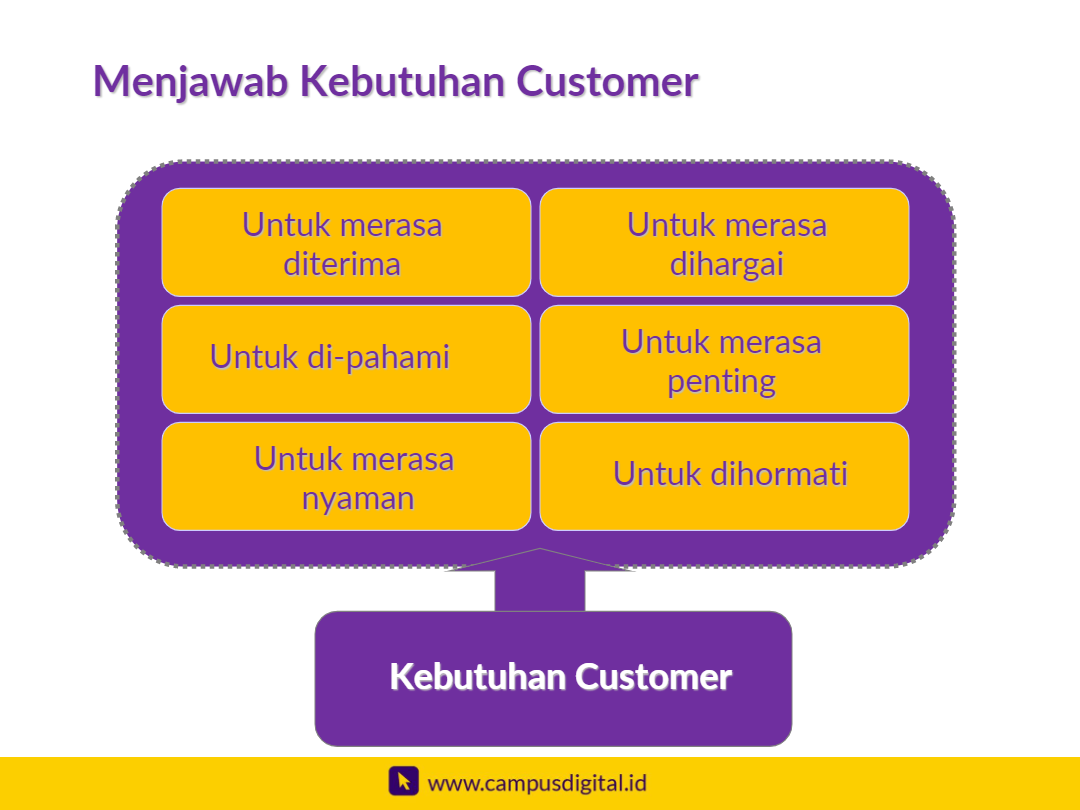 Menjawab Kebutuhan Customer
Untuk merasa
diterima
Untuk merasa
dihargai
Untuk di-pahami
Untuk merasa
penting
Untuk merasa
nyaman
Untuk dihormati
Kebutuhan Customer
www.campusdigital.id